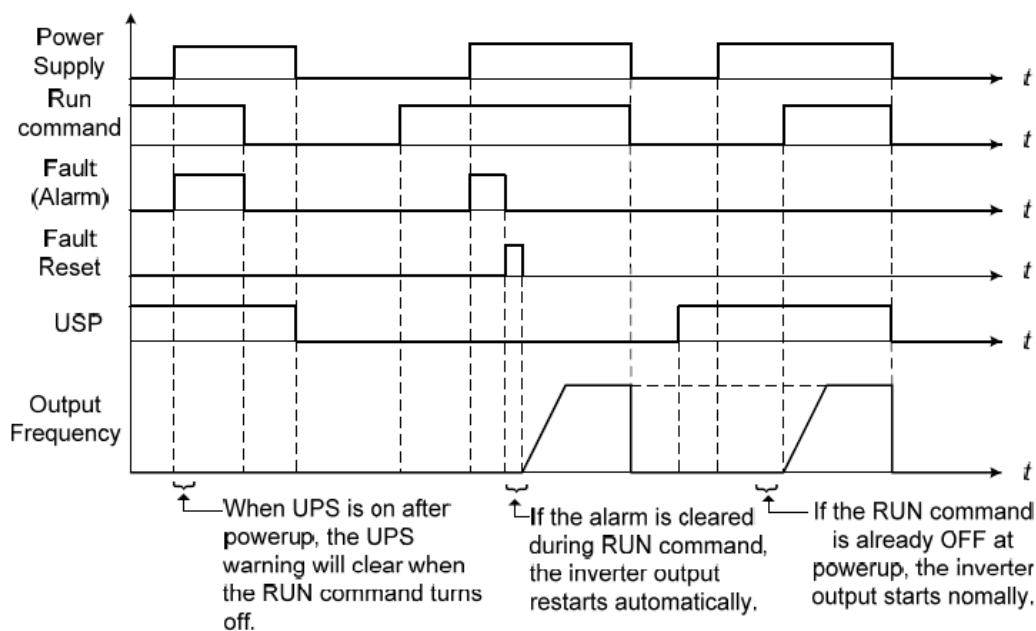 Power
Supply
t
Run
command
t
Fault
(Alarm)
t
Fault
Reset
t
USP
t
Output
Frequency
t
When UPS is on after
powerup, the UPS
warning will clear when
the RUN command turns
off.
If the alarm is cleared
during RUN command,
the inverter output
restarts automatically.
If the RUN command
is already OFF at
powerup, the inverter
output starts nomally.